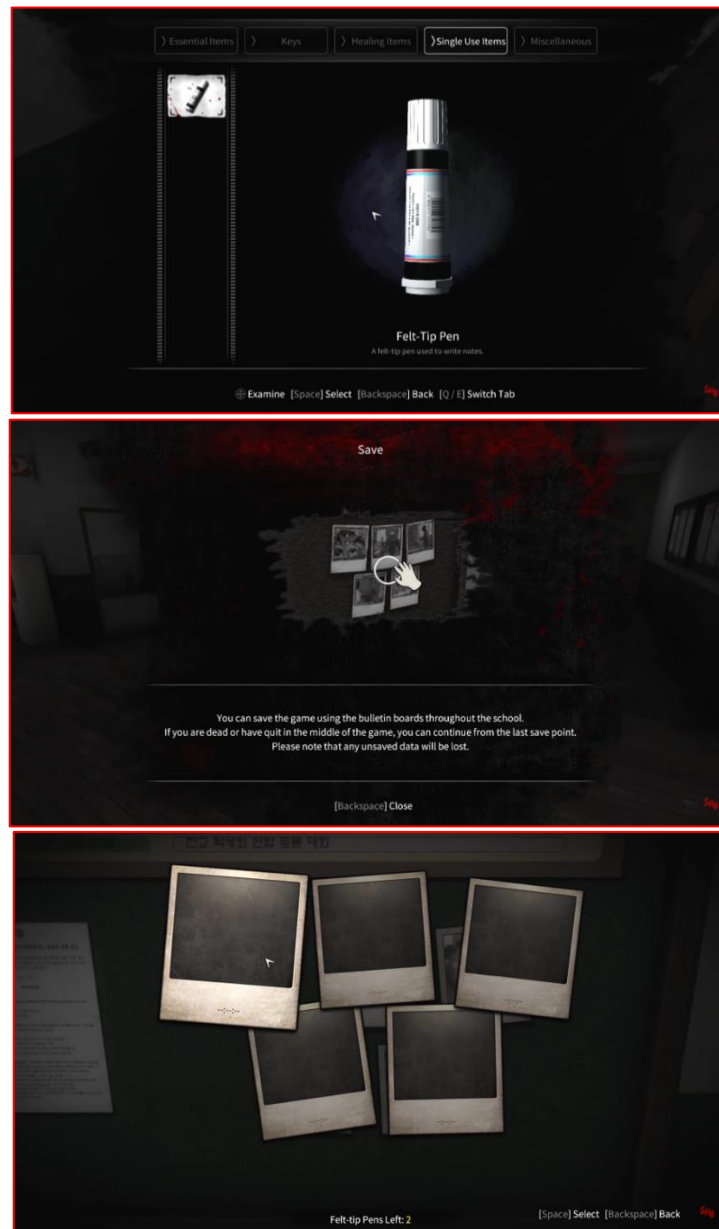 〉Essential Items 〉 Keys 〉 Healing Items 〉Single Use Items 〉 Miscellaneous
Felt-Tip Pen
A felt-tip pen used to write notes.
Examine [Space] Select [Backspace] Back [Q / E] Switch Tab
Save
You can save the game using the bulletin boards throughout the school.
If you are dead or have quit in the middle of the game, you can continue from the last save point.
Please note that any unsaved data will be lost.
[Backspace] Close
--:--:--
--:--:--
--:--:--
--:--:--
--:--:--
Felt-tip Pens Left: 2
[Space] Select [Backspace] Back